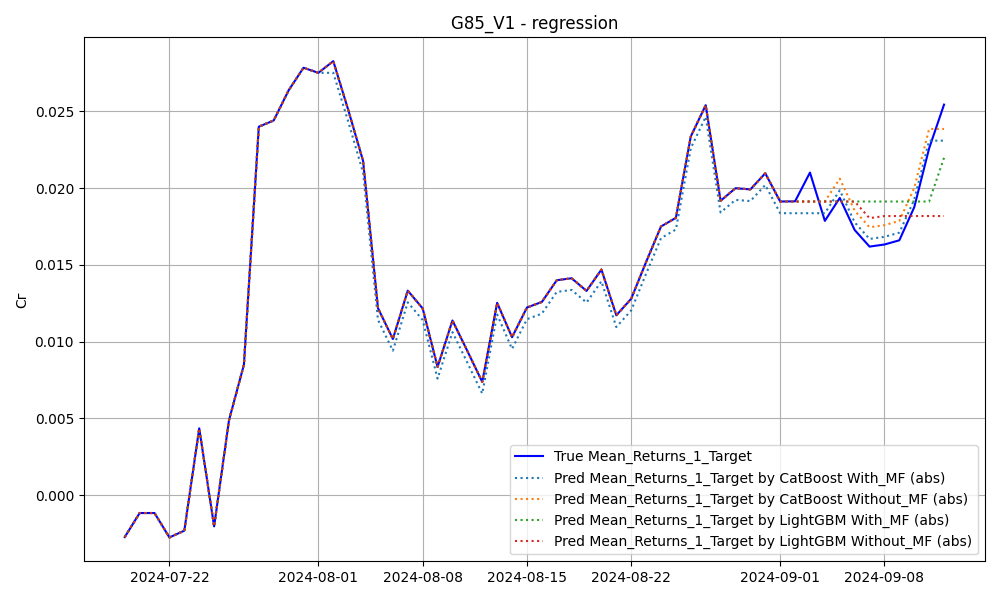 G85_V1 - regression
0.025
0.020
0.015
0.010
0.005
0.000
Cr
True Mean_Returns_1_Target
Pred Mean_Returns_1_Target by CatBoost With_MF (abs)
Pred Mean_Returns_1_Target by CatBoost Without_MF (abs)
Pred Mean_Returns_1_Target by LightGBM With_MF (abs)
Pred Mean_Returns_1_Target by LightGBM Without_MF (abs)
2024-07-22
2024-08-01
2024-08-08
2024-08-15
2024-08-22
2024-09-01
2024-09-08